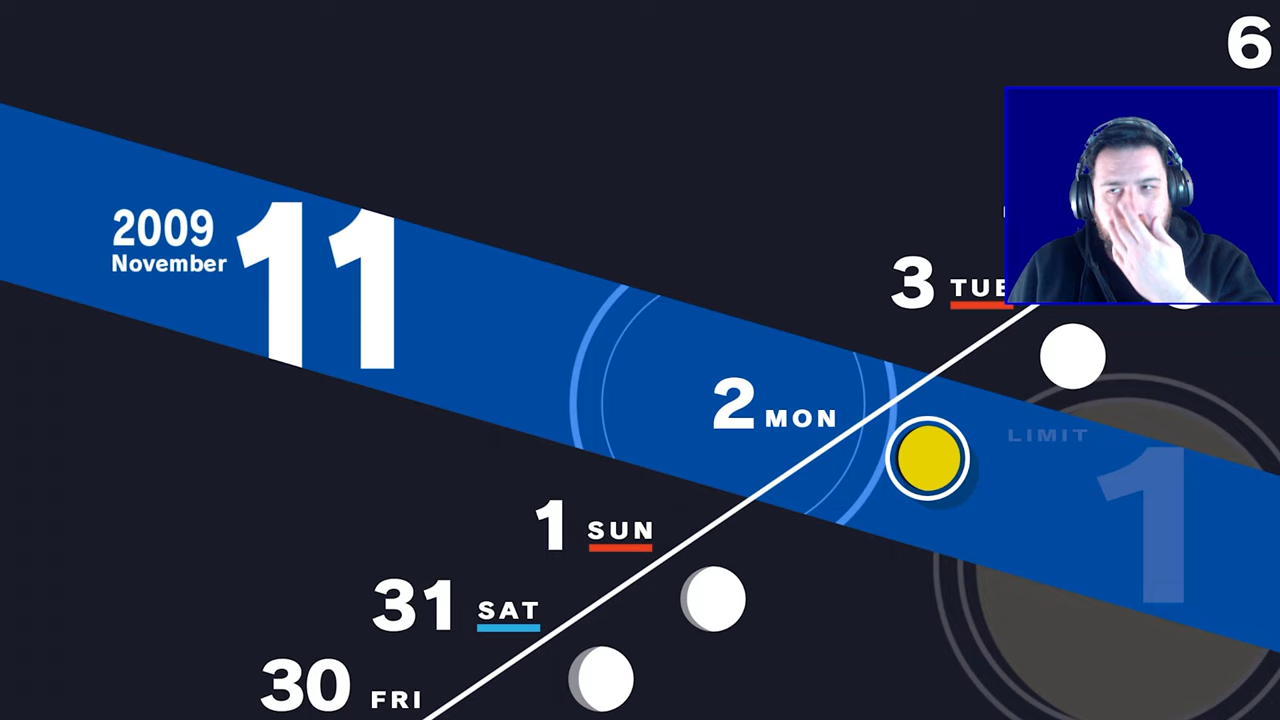 6
2009
November
11
3 TUE
2 MON
LIMIT
1
1 SUN
31 SAT
30 FRI